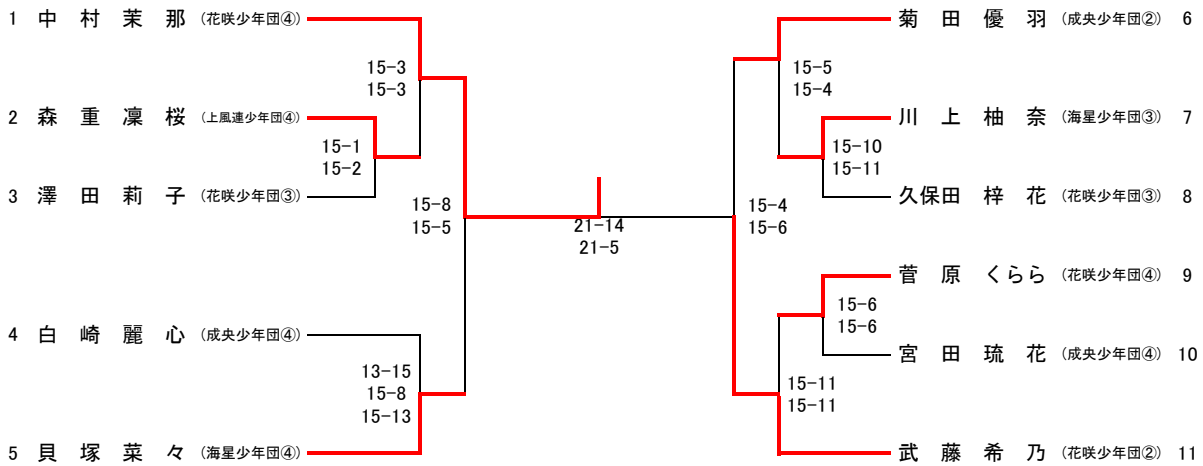 1 中村茉那 (花咲少年団④)
15-3
15-3
2 森重凜桜 (上風連少年団④)
15-1
15-2
3 澤田莉子 (花咲少年団③)
15-8
15-5
4 白崎麗心 (成央少年団④)
13-15
15-8
15-13
5 貝塚菜々 (海星少年団④)
21-14
21-5
菊田優羽 (成央少年団②) 6
15-5
15-4
川上柚奈 (海星少年団③) 7
15-10
15-11
久保田梓花 (花咲少年団③) 8
15-4
15-6
菅原くらら (花咲少年団④) 9
15-6
15-6
宮田琉花 (成央少年団④) 10
15-11
15-11
武藤希乃 (花咲少年団②) 11